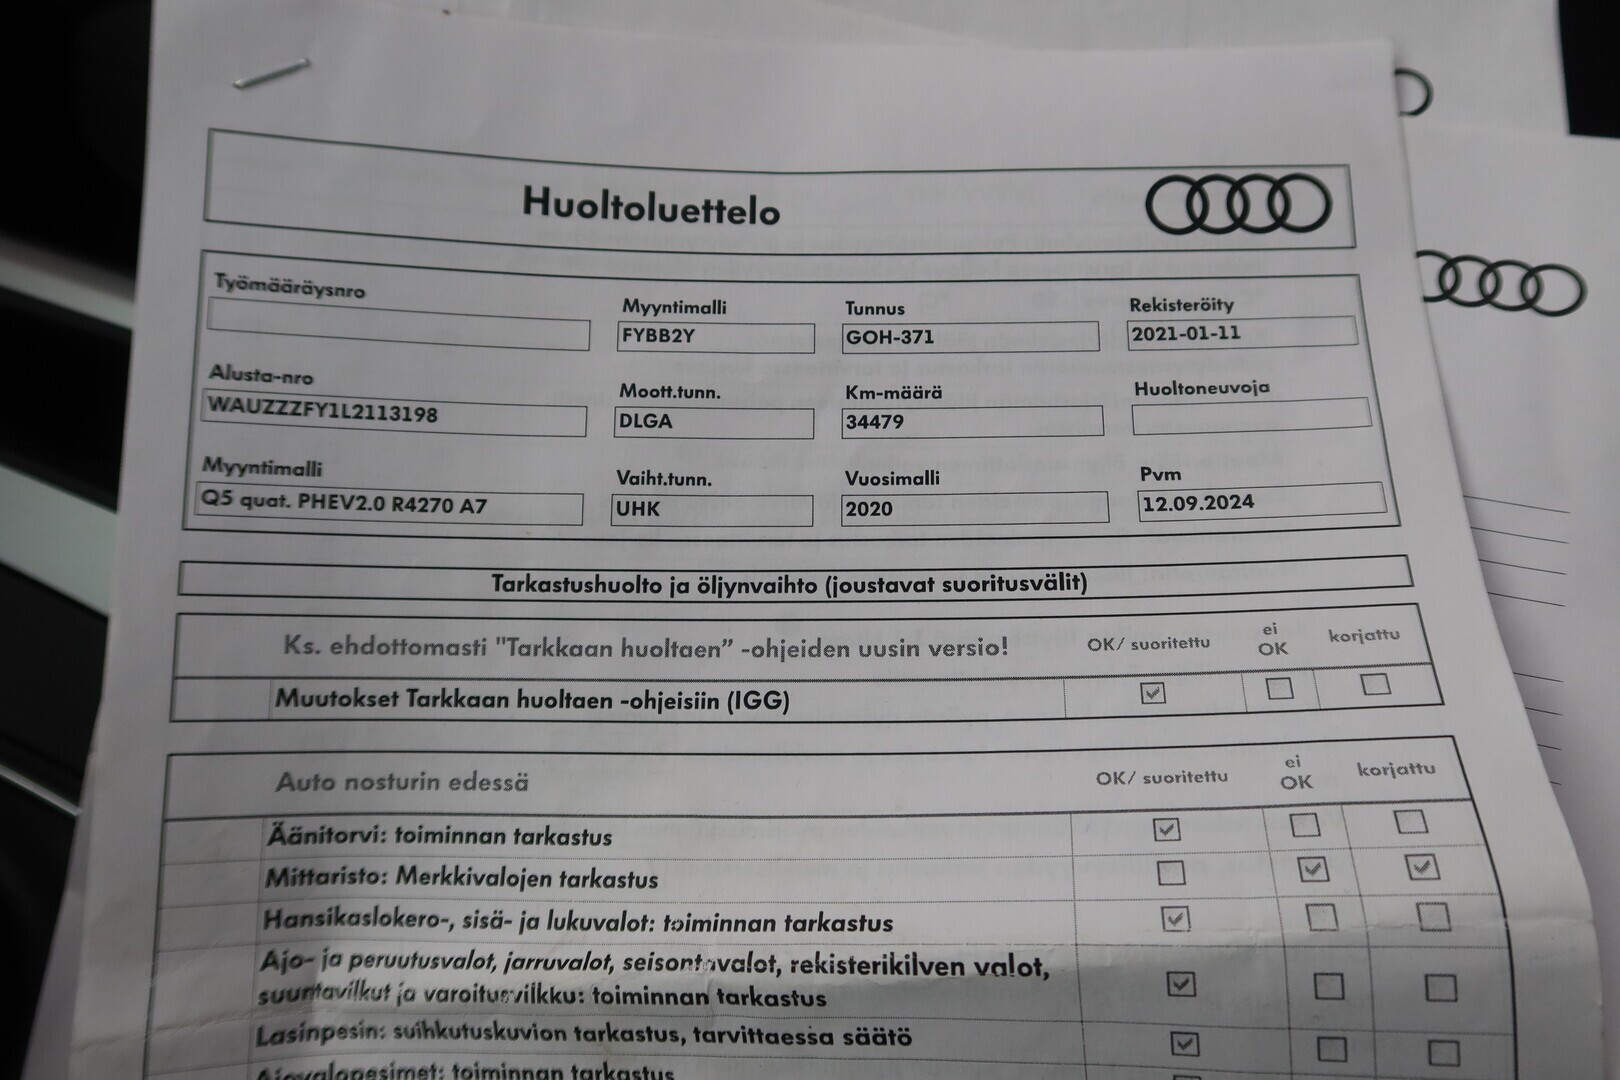 Huoltoluettelo
Työmääräysnro
Myyntimalli
FYBB2Y
Tunnus
GOH-371
Rekisteröity
2021-01-11
Alusta-nro
WAUZZZFY1L2113198
Moott.tunn.
DLGA
Km-määrä
34479
Huoltoneuvoja
Myyntimalli
Q5 quat. PHEV2.0 R4270 A7
Vaiht.tunn.
UHK
Vuosimalli
2020
Pvm
12.09.2024
Tarkastushuolto ja öljynvaihto (joustavat suoritusvälit)
Ks. ehdottomasti "Tarkkaan huoltaen” -ohjeiden uusin versio!
OK/ suoritettu
ei
OK
korjattu
Muutokset Tarkkaan huoltaen -ohjeisiin (IGG)
Auto nosturin edessä
OK/ suoritettu
ei
OK
korjattu
Äänitorvi: toiminnan tarkastus
Mittaristo: Merkkivalojen tarkastus
Hansikaslokero-, sisä- ja lukuvalot: toiminnan tarkastus
Ajo- ja peruutusvalot, jarruvalot, seisontavalot, rekisterikilven valot,
suuntavilkut ja varoitusvilkku: toiminnan tarkastus
Lasinpesin: suihkutuskuvion tarkastus, tarvittaessa säätö
Ajovalopesimet: toiminnan tarkastus